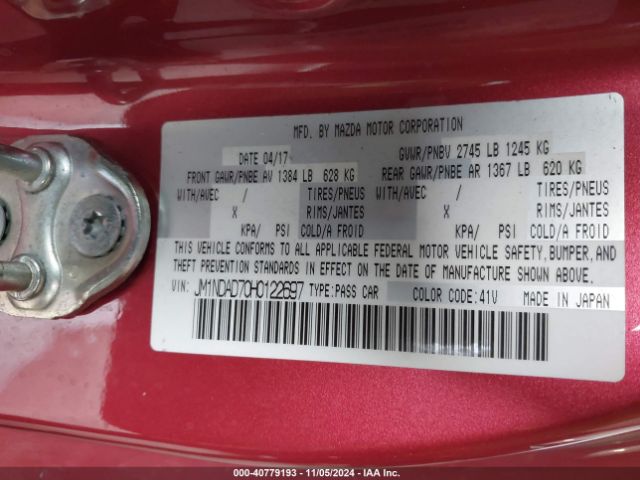 MFD. BY MAZDA MOTOR CORPORATION
DATE 04/17 GVWR/PNBV 2745 LB 1245 KG
FRONT GAWR/PNBE AV 1384 LB 628 KG REAR GAWR/PNBE AR 1367 LB 620 KG
WITH/AVEC / TIRES/PNEUS WITH/AVEC / TIRES/PNEUS
X RIMS/JANTES X RIMS/JANTES
KPA/ PSI COLD/A FROID KPA/ PSI COLD/A FROID
THIS VEHICLE CONFORMS TO ALL APPLICABLE FEDERAL MOTOR VEHICLE SAFETY, BUMPER, AND
THEFT PREVENTION STANDARDS IN EFFECT ON THE DATE OF MANUFACTURE SHOWN ABOVE.
VIN: JM1NDAD70H0122697 TYPE:PASS CAR COLOR CODE:41V MADE IN JAPAN
© COPYRIGHT 2024 - 40779193 - 11/05/2024 - IAA Inc.